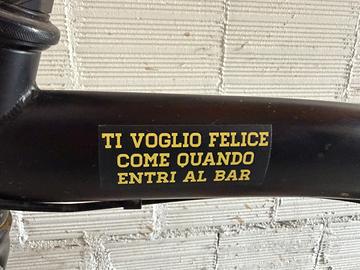 TI VOGLIO FELICE
COME QUANDO
ENTRI AL BAR